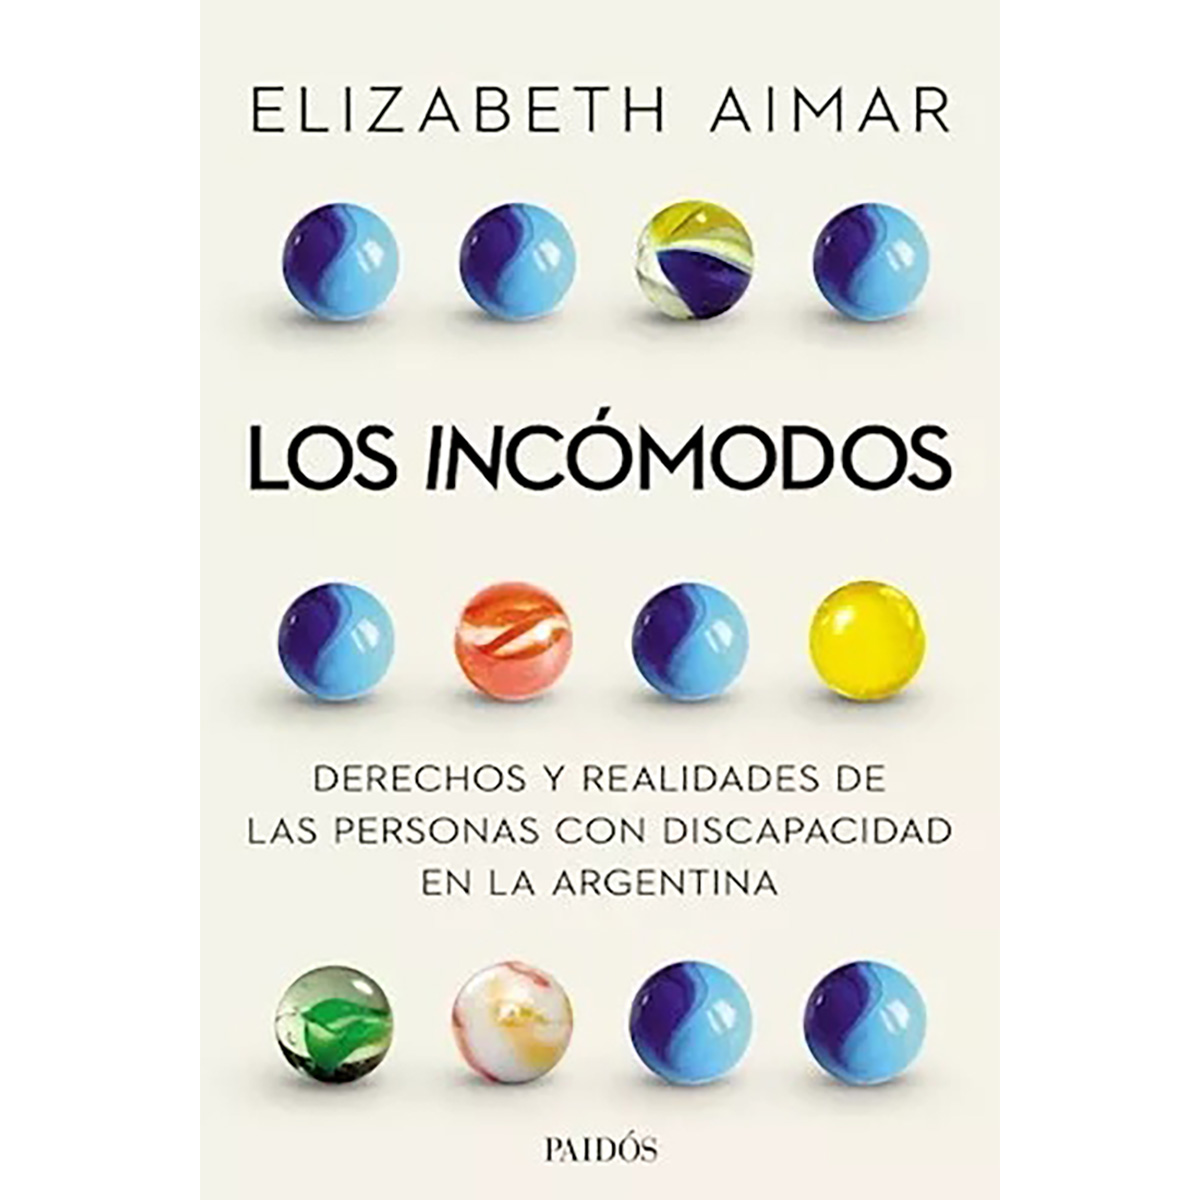 ELIZABETH AIMAR
LOS INCÓMODOS
DERECHOS Y REALIDADES DE
LAS PERSONAS CON DISCAPACIDAD
EN LA ARGENTINA
PAIDÓS